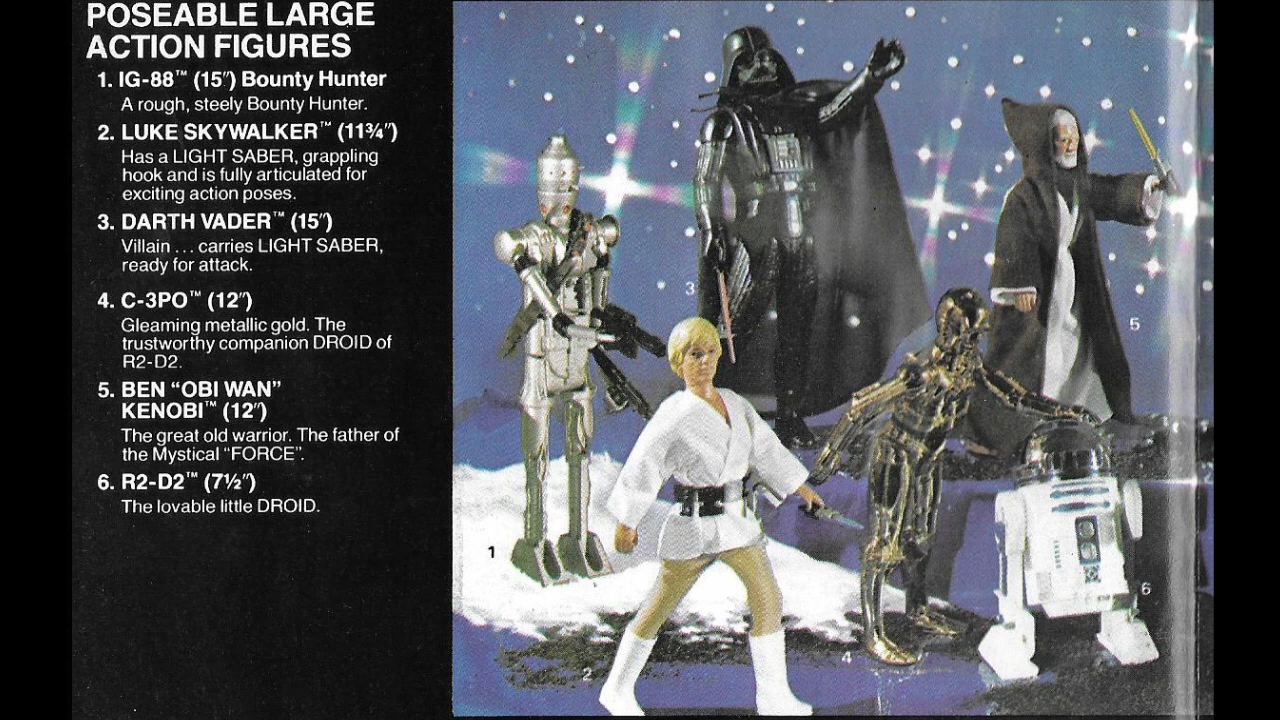 POSEABLE LARGE
ACTION FIGURES
1. IG-88™ (15″) Bounty Hunter
A rough, steely Bounty Hunter.
2. LUKE SKYWALKER™ (11¾″)
Has a LIGHT SABER, grappling
hook and is fully articulated for
exciting action poses.
3. DARTH VADER™ (15″)
Villain ... carries LIGHT SABER,
ready for attack.
4. C-3PO™ (12″)
Gleaming metallic gold. The
trustworthy companion DROID of
R2-D2.
5. BEN “OBI WAN”
KENOBI™ (12″)
The great old warrior. The father of
the Mystical “FORCE”.
6. R2-D2™ (7½″)
The lovable little DROID.
3
5
1
6
4
2